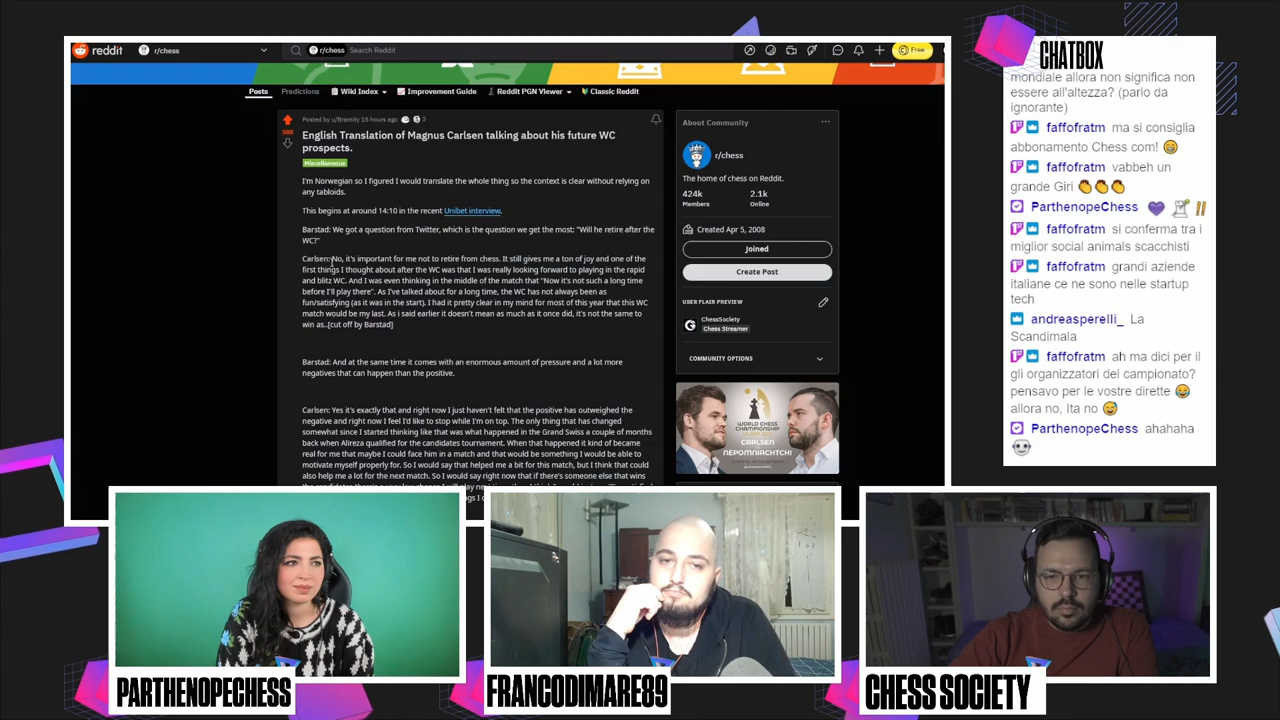 reddit
r/chess
r/chess Search Reddit
Free
Posts
Predictions
Wiki Index
Improvement Guide
Reddit PGN Viewer
Classic Reddit
Posted by u/Bramity 15 hours ago
3
588
English Translation of Magnus Carlsen talking about his future WC
prospects.
Miscellaneous
I'm Norwegian so I figured I would translate the whole thing so the context is clear without relying on
any tabloids.
This begins at around 14:10 in the recent Unibet interview.
Barstad: We got a question from Twitter, which is the question we get the most: "Will he retire after the
WC?"
Carlsen: No, it's important for me not to retire from chess. It still gives me a ton of joy and one of the
first things I thought about after the WC was that I was really looking forward to playing in the rapid
and blitz WC. And I was even thinking in the middle of the match that "Now it's not such a long time
before I'll play there". As I've talked about for a long time, the WC has not always been as
fun/satisfying (as it was in the start). I had it pretty clear in my mind for most of this year that this WC
match would be my last. As i said earlier it doesn't mean as much as it once did, it's not the same to
win as..[cut off by Barstad]
Barstad: And at the same time it comes with an enormous amount of pressure and a lot more
negatives that can happen than the positive.
Carlsen: Yes it's exactly that and right now I just haven't felt that the positive has outweighed the
negative and right now I feel I'd like to stop while I'm on top. The only thing that has changed
somewhat since I started thinking like that was what happened in the Grand Swiss a couple of months
back when Alireza qualified for the candidates tournament. When that happened it kind of became
real for me that maybe I could face him in a match and that would be something I would be able to
motivate myself properly for. So I would say that helped me a bit for this match, but I think that could
also help me a lot for the next match. So I would say right now that if there's someone else that wins
About Community
r/chess
The home of chess on Reddit.
424k
Members
2.1k
Online
Created Apr 5, 2008
Joined
Create Post
USER FLAIR PREVIEW
ChessSociety
Chess Streamer
COMMUNITY OPTIONS
WORLD CHESS
CHAMPIONSHIP
CARLSEN
NEPOMNIACHTCHI
CHATBOX
mondiale allora non significa non
essere all'altezza? (parlo da
ignorante)
faffofratm ma si consiglia
abbonamento Chess com!
faffofratm vabbeh un
grande Giri
ParthenopeChess
faffofratm si conferma tra i
miglior social animals scacchisti
faffofratm grandi aziende
italiane ce ne sono nelle startup
tech
andreasperelli_ La
Scandimala
faffofratm ah ma dici per il
gli organizzatori del campionato?
pensavo per le vostre dirette
allora no, Ita no
ParthenopeChess ahahaha
PARTHENOPECHESS
FRANCODIMARE89
CHESS SOCIETY